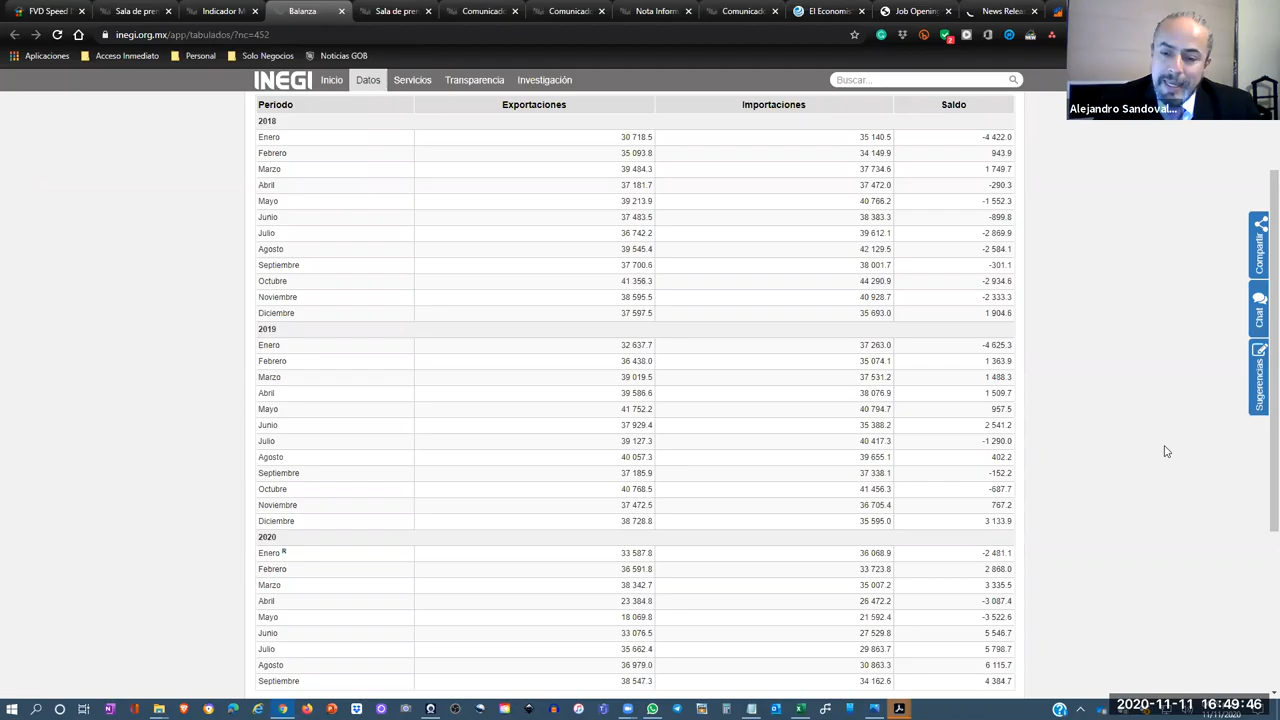 FVD Speed
Sala de pre
Indicador M
Balanza
Sala de pre
Comunicado
Comunicado
Nota Inform
Comunicado
El Economis
Job Opening
News Relea
inegi.org.mx/app/tabulados/?nc=452
Aplicaciones Acceso Inmediato Personal Solo Negocios Noticias GOB
INEGI Inicio Datos Servicios Transparencia Investigación Buscar...
Alejandro Sandoval...
Periodo Exportaciones Importaciones Saldo
2018
Enero 30 718.5 35 140.5 -4 422.0
Febrero 35 093.8 34 149.9 943.9
Marzo 39 484.3 37 734.6 1 749.7
Abril 37 181.7 37 472.0 -290.3
Mayo 39 213.9 40 766.2 -1 552.3
Junio 37 483.5 38 383.3 -899.8
Julio 36 742.2 39 612.1 -2 869.9
Agosto 39 545.4 42 129.5 -2 584.1
Septiembre 37 700.6 38 001.7 -301.1
Octubre 41 356.3 44 290.9 -2 934.6
Noviembre 38 595.5 40 928.7 -2 333.3
Diciembre 37 597.5 35 693.0 1 904.6
2019
Enero 32 637.7 37 263.0 -4 625.3
Febrero 36 438.0 35 074.1 1 363.9
Marzo 39 019.5 37 531.2 1 488.3
Abril 39 586.6 38 076.9 1 509.7
Mayo 41 752.2 40 794.7 957.5
Junio 37 929.4 35 388.2 2 541.2
Julio 39 127.3 40 417.3 -1 290.0
Agosto 40 057.3 39 655.1 402.2
Septiembre 37 185.9 37 338.1 -152.2
Octubre 40 768.5 41 456.3 -687.7
Noviembre 37 472.5 36 705.4 767.2
Diciembre 38 728.8 35 595.0 3 133.9
2020
Enero R 33 587.8 36 068.9 -2 481.1
Febrero 36 591.8 33 723.8 2 868.0
Marzo 38 342.7 35 007.2 3 335.5
Abril 23 384.8 26 472.2 -3 087.4
Mayo 18 069.8 21 592.4 -3 522.6
Junio 33 076.5 27 529.8 5 546.7
Julio 35 662.4 29 863.7 5 798.7
Agosto 36 979.0 30 863.3 6 115.7
Septiembre 38 547.3 34 162.6 4 384.7
Compartir
Chat
Sugerencias
2020-11-11 16:49:46
11/11/2020